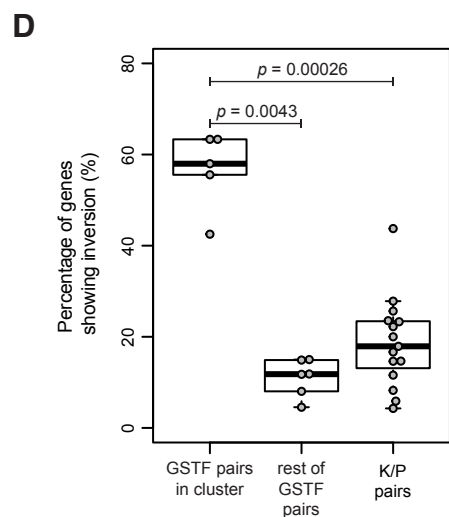 D
80
60
40
20
0
Percentage of genes
showing inversion (%)
p = 0.00026
p = 0.0043
GSTF pairs
in cluster
rest of
GSTF
pairs
K/P
pairs